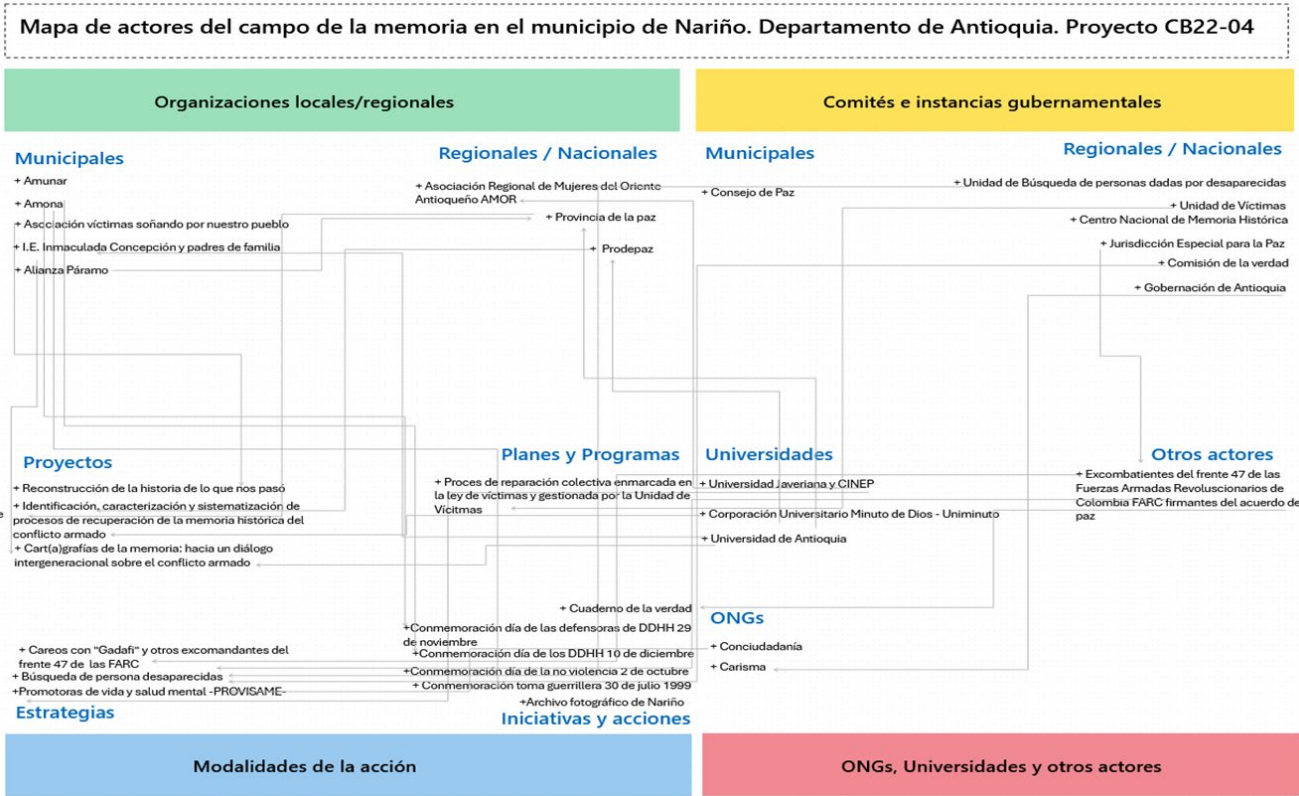 Mapa de actores del campo de la memoria en el municipio de Nariño. Departamento de Antioquia. Proyecto CB22-04
Organizaciones locales/regionales
Municipales
+ Amunar
+ Amona
+ Asociación víctimas soñando por nuestro pueblo
+ I.E. Inmaculada Concepción y padres de familia
+ Alianza Páramo
Regionales / Nacionales
+ Asociación Regional de Mujeres del Oriente
Antioqueño AMOR
+ Provincia de la paz
+ Prodepaz
Comités e instancias gubernamentales
Municipales
+ Consejo de Paz
Regionales / Nacionales
+ Unidad de Búsqueda de personas dadas por desaparecidas
+ Unidad de Víctimas
+ Centro Nacional de Memoria Histórica
+ Jurisdicción Especial para la Paz
+ Comisión de la verdad
+ Gobernación de Antioquia
Proyectos
+ Reconstrucción de la historia de lo que nos pasó
+ Identificación, caracterización y sistematización de
procesos de recuperación de la memoria histórica del
conflicto armado
+ Cart(a)grafías de la memoria: hacia un diálogo
intergeneracional sobre el conflicto armado
Planes y Programas
+ Proces de reparación colectiva enmarcada en
la ley de víctimas y gestionada por la Unidad de
Vícitmas
+ Cuaderno de la verdad
+Conmemoración día de las defensoras de DDHH 29
de noviembre
+Conmemoración día de los DDHH 10 de diciembre
+Conmemoración día de la no violencia 2 de octubre
+ Conmemoración toma guerrillera 30 de julio 1999
+Archivo fotográfico de Nariño
Iniciativas y acciones
+ Careos con "Gadafi" y otros excomandantes del
frente 47 de las FARC
+ Búsqueda de persona desaparecidas
+Promotoras de vida y salud mental -PROVISAME-
Estrategias
Modalidades de la acción
Universidades
+ Universidad Javeriana y CINEP
+ Corporación Universitario Minuto de Dios - Uniminuto
+ Universidad de Antioquia
Otros actores
+ Excombatientes del frente 47 de las
Fuerzas Armadas Revoluscionarios de
Colombia FARC firmantes del acuerdo de
paz
ONGs
+ Conciudadanía
+ Carisma
ONGs, Universidades y otros actores